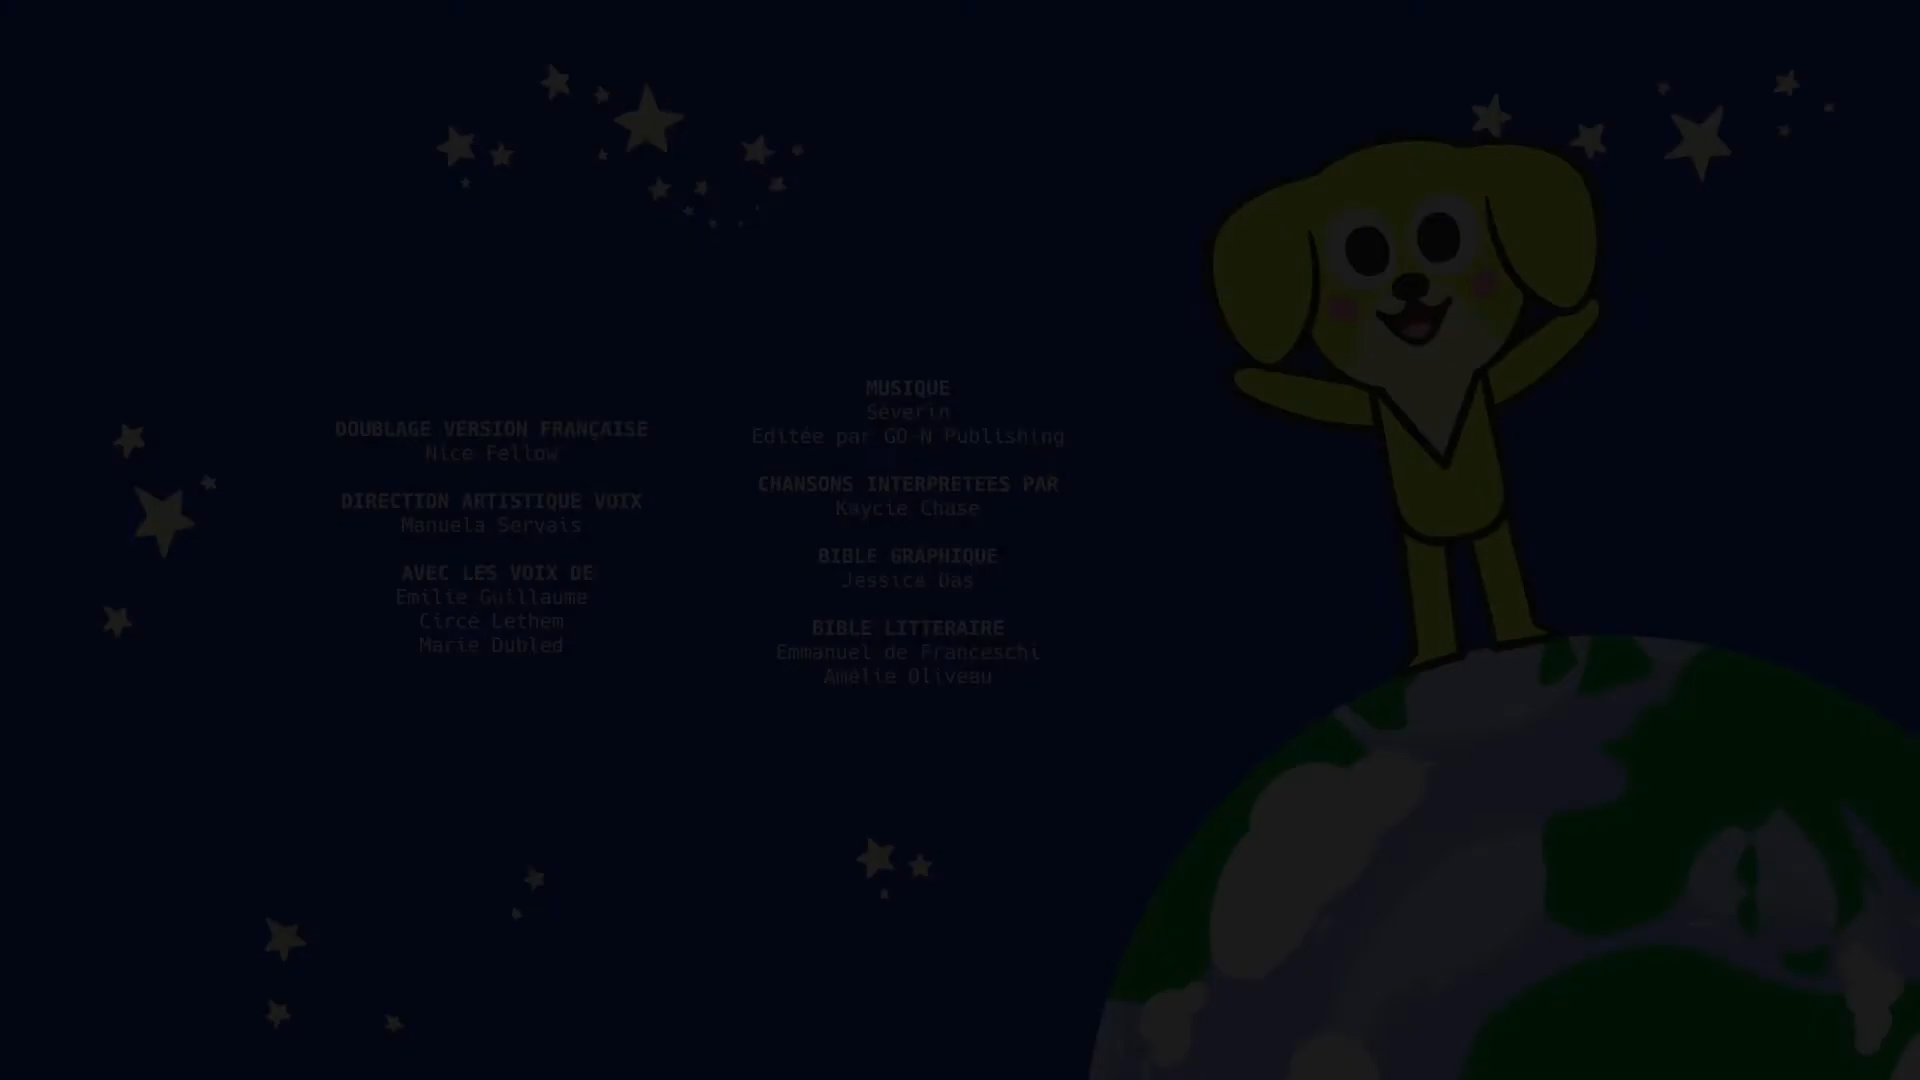 DOUBLAGE VERSION FRANÇAISE
Nice Fellow
DIRECTION ARTISTIQUE VOIX
Manuela Servais
AVEC LES VOIX DE
Emilie Guillaume
Circé Lethem
Marie Dubled
MUSIQUE
Séverin
Editée par GO-N Publishing
CHANSONS INTERPRETEES PAR
Kaycie Chase
BIBLE GRAPHIQUE
Jessica Das
BIBLE LITTERAIRE
Emmanuel de Franceschi
Amélie Oliveau